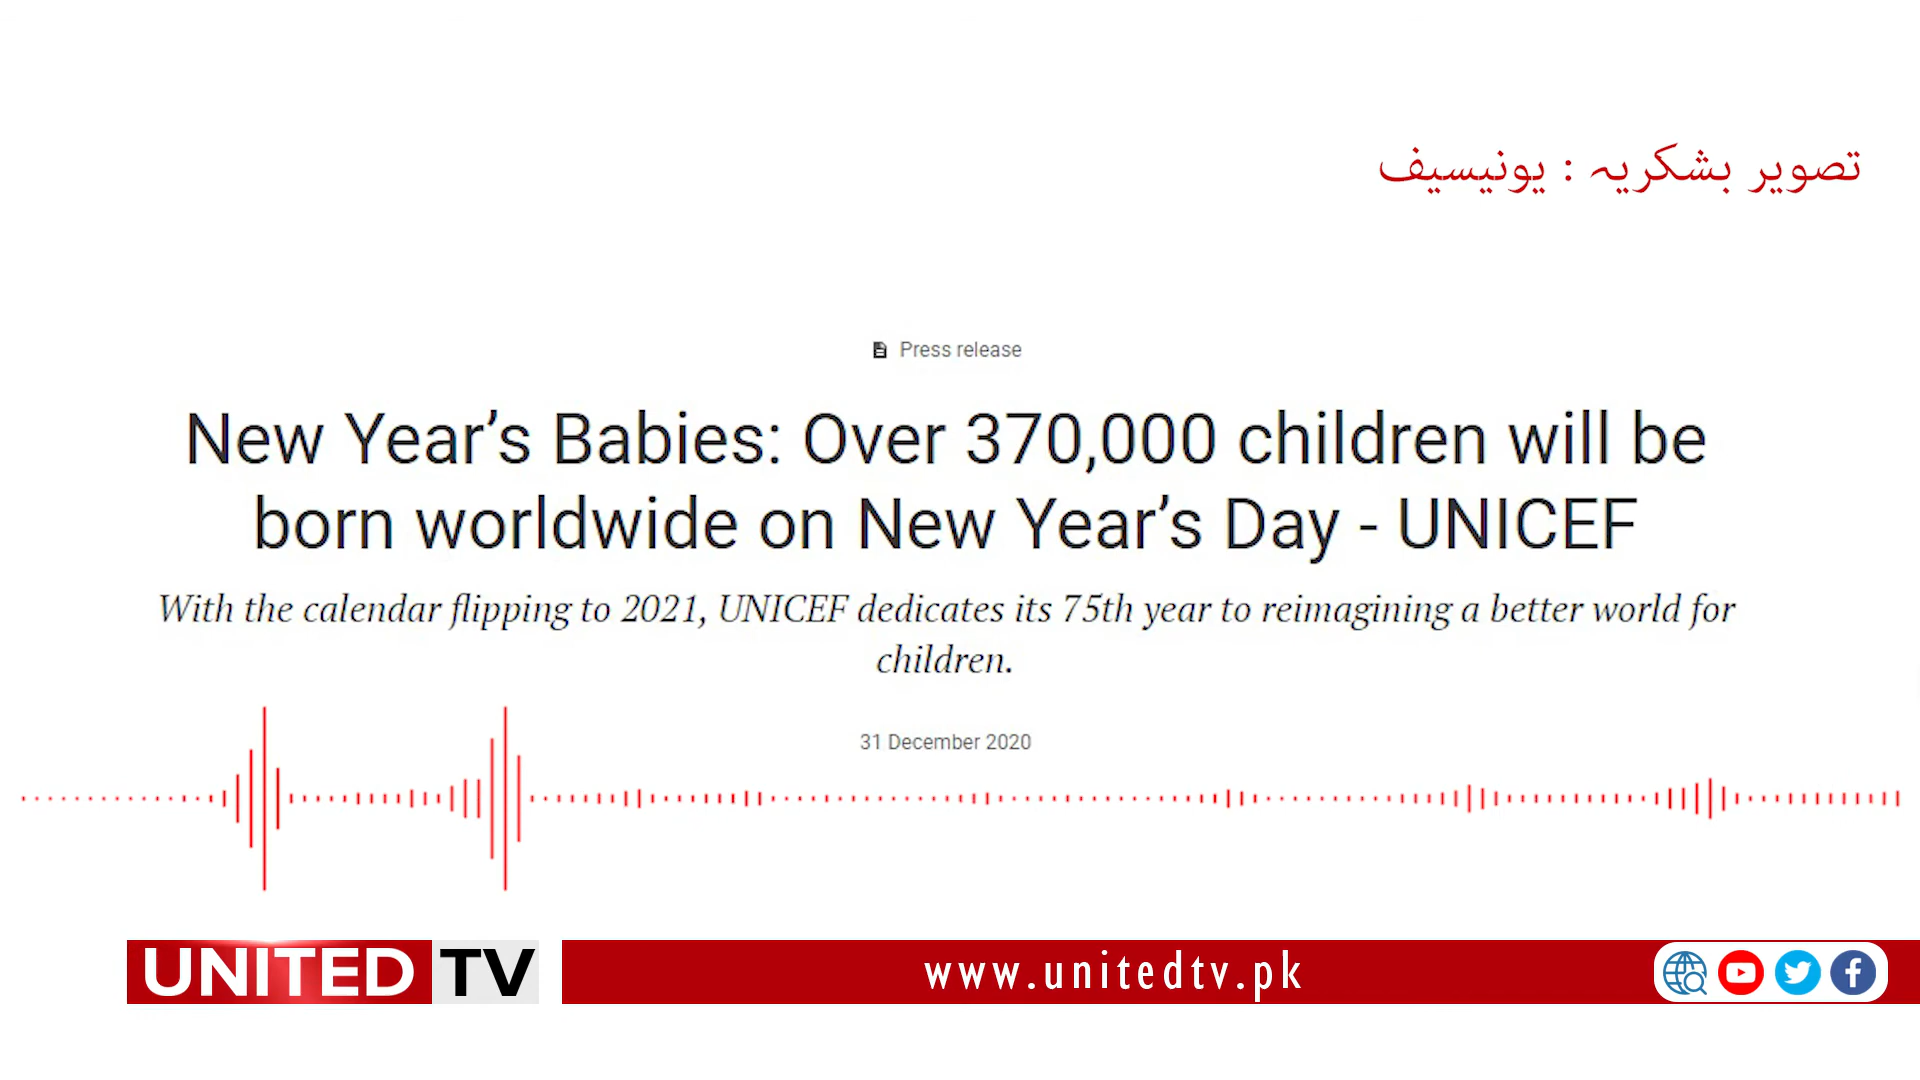 تصویر بشکریہ : یونیسیف
Press release
New Year’s Babies: Over 370,000 children will be
born worldwide on New Year’s Day - UNICEF
With the calendar flipping to 2021, UNICEF dedicates its 75th year to reimagining a better world for
children.
31 December 2020
UNITED TV
www.unitedtv.pk